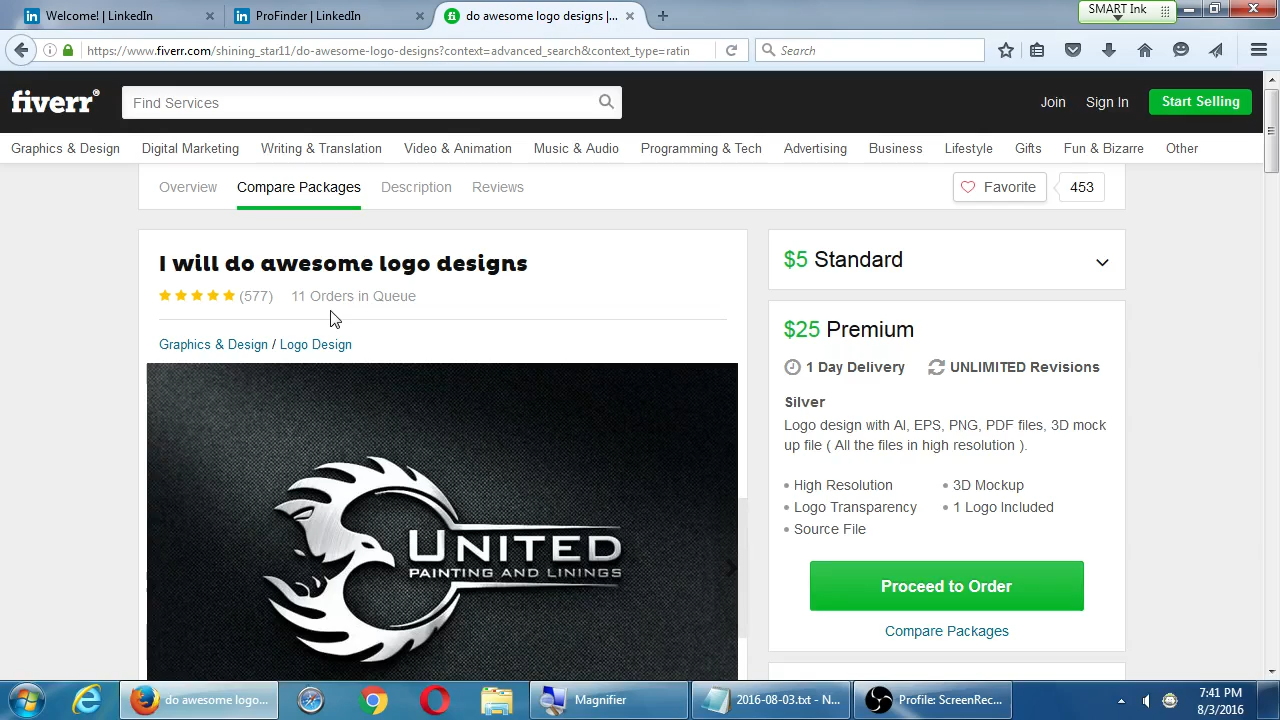 SMART Ink
Welcome! | LinkedIn
ProFinder | LinkedIn
do awesome logo designs |...
https://www.fiverr.com/shining_star11/do-awesome-logo-designs?context=advanced_search&context_type=ratin
Search
fiverr®
Find Services
Join
Sign In
Start Selling
Graphics & Design
Digital Marketing
Writing & Translation
Video & Animation
Music & Audio
Programming & Tech
Advertising
Business
Lifestyle
Gifts
Fun & Bizarre
Other
Overview
Compare Packages
Description
Reviews
Favorite
453
I will do awesome logo designs
(577)
11 Orders in Queue
Graphics & Design / Logo Design
UNITED
PAINTING AND LININGS
$5 Standard
$25 Premium
1 Day Delivery
UNLIMITED Revisions
Silver
Logo design with AI, EPS, PNG, PDF files, 3D mock
up file ( All the files in high resolution ).
High Resolution
3D Mockup
Logo Transparency
1 Logo Included
Source File
Proceed to Order
Compare Packages
do awesome logo...
Magnifier
2016-08-03.txt - N...
Profile: ScreenRec...
7:41 PM
8/3/2016